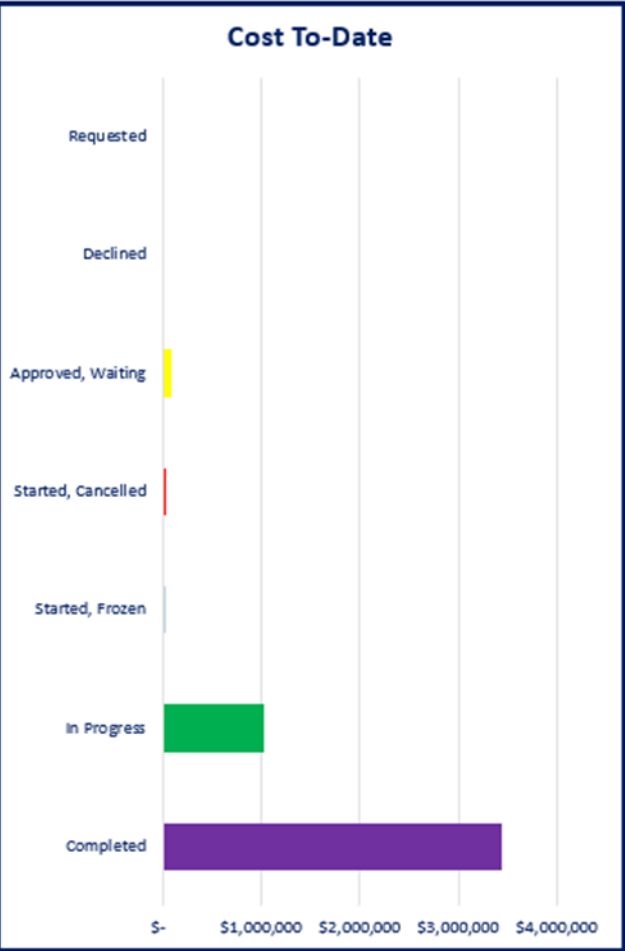 Cost To-Date
Requested
Declined
Approved, Waiting
Started, Cancelled
Started, Frozen
In Progress
Completed
$- $1,000,000 $2,000,000 $3,000,000 $4,000,000